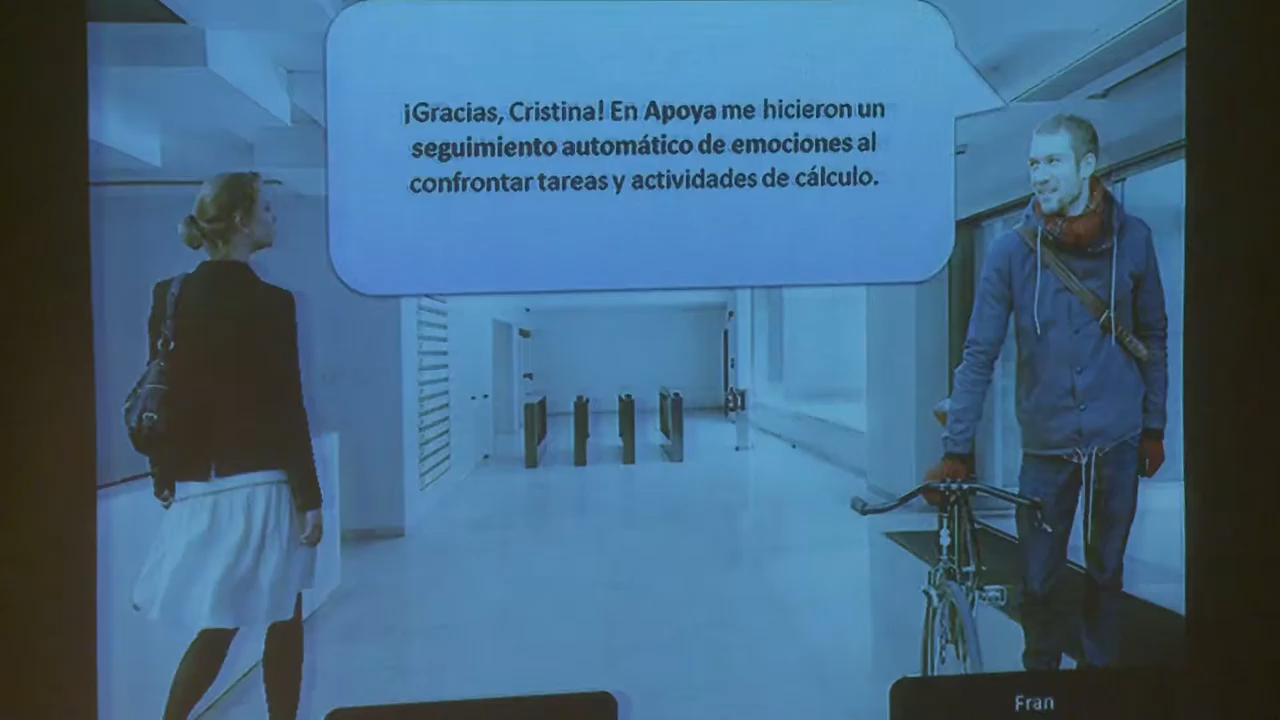 ¡Gracias, Cristina! En Apoya me hicieron un
seguimiento automático de emociones al
confrontar tareas y actividades de cálculo.
Fran